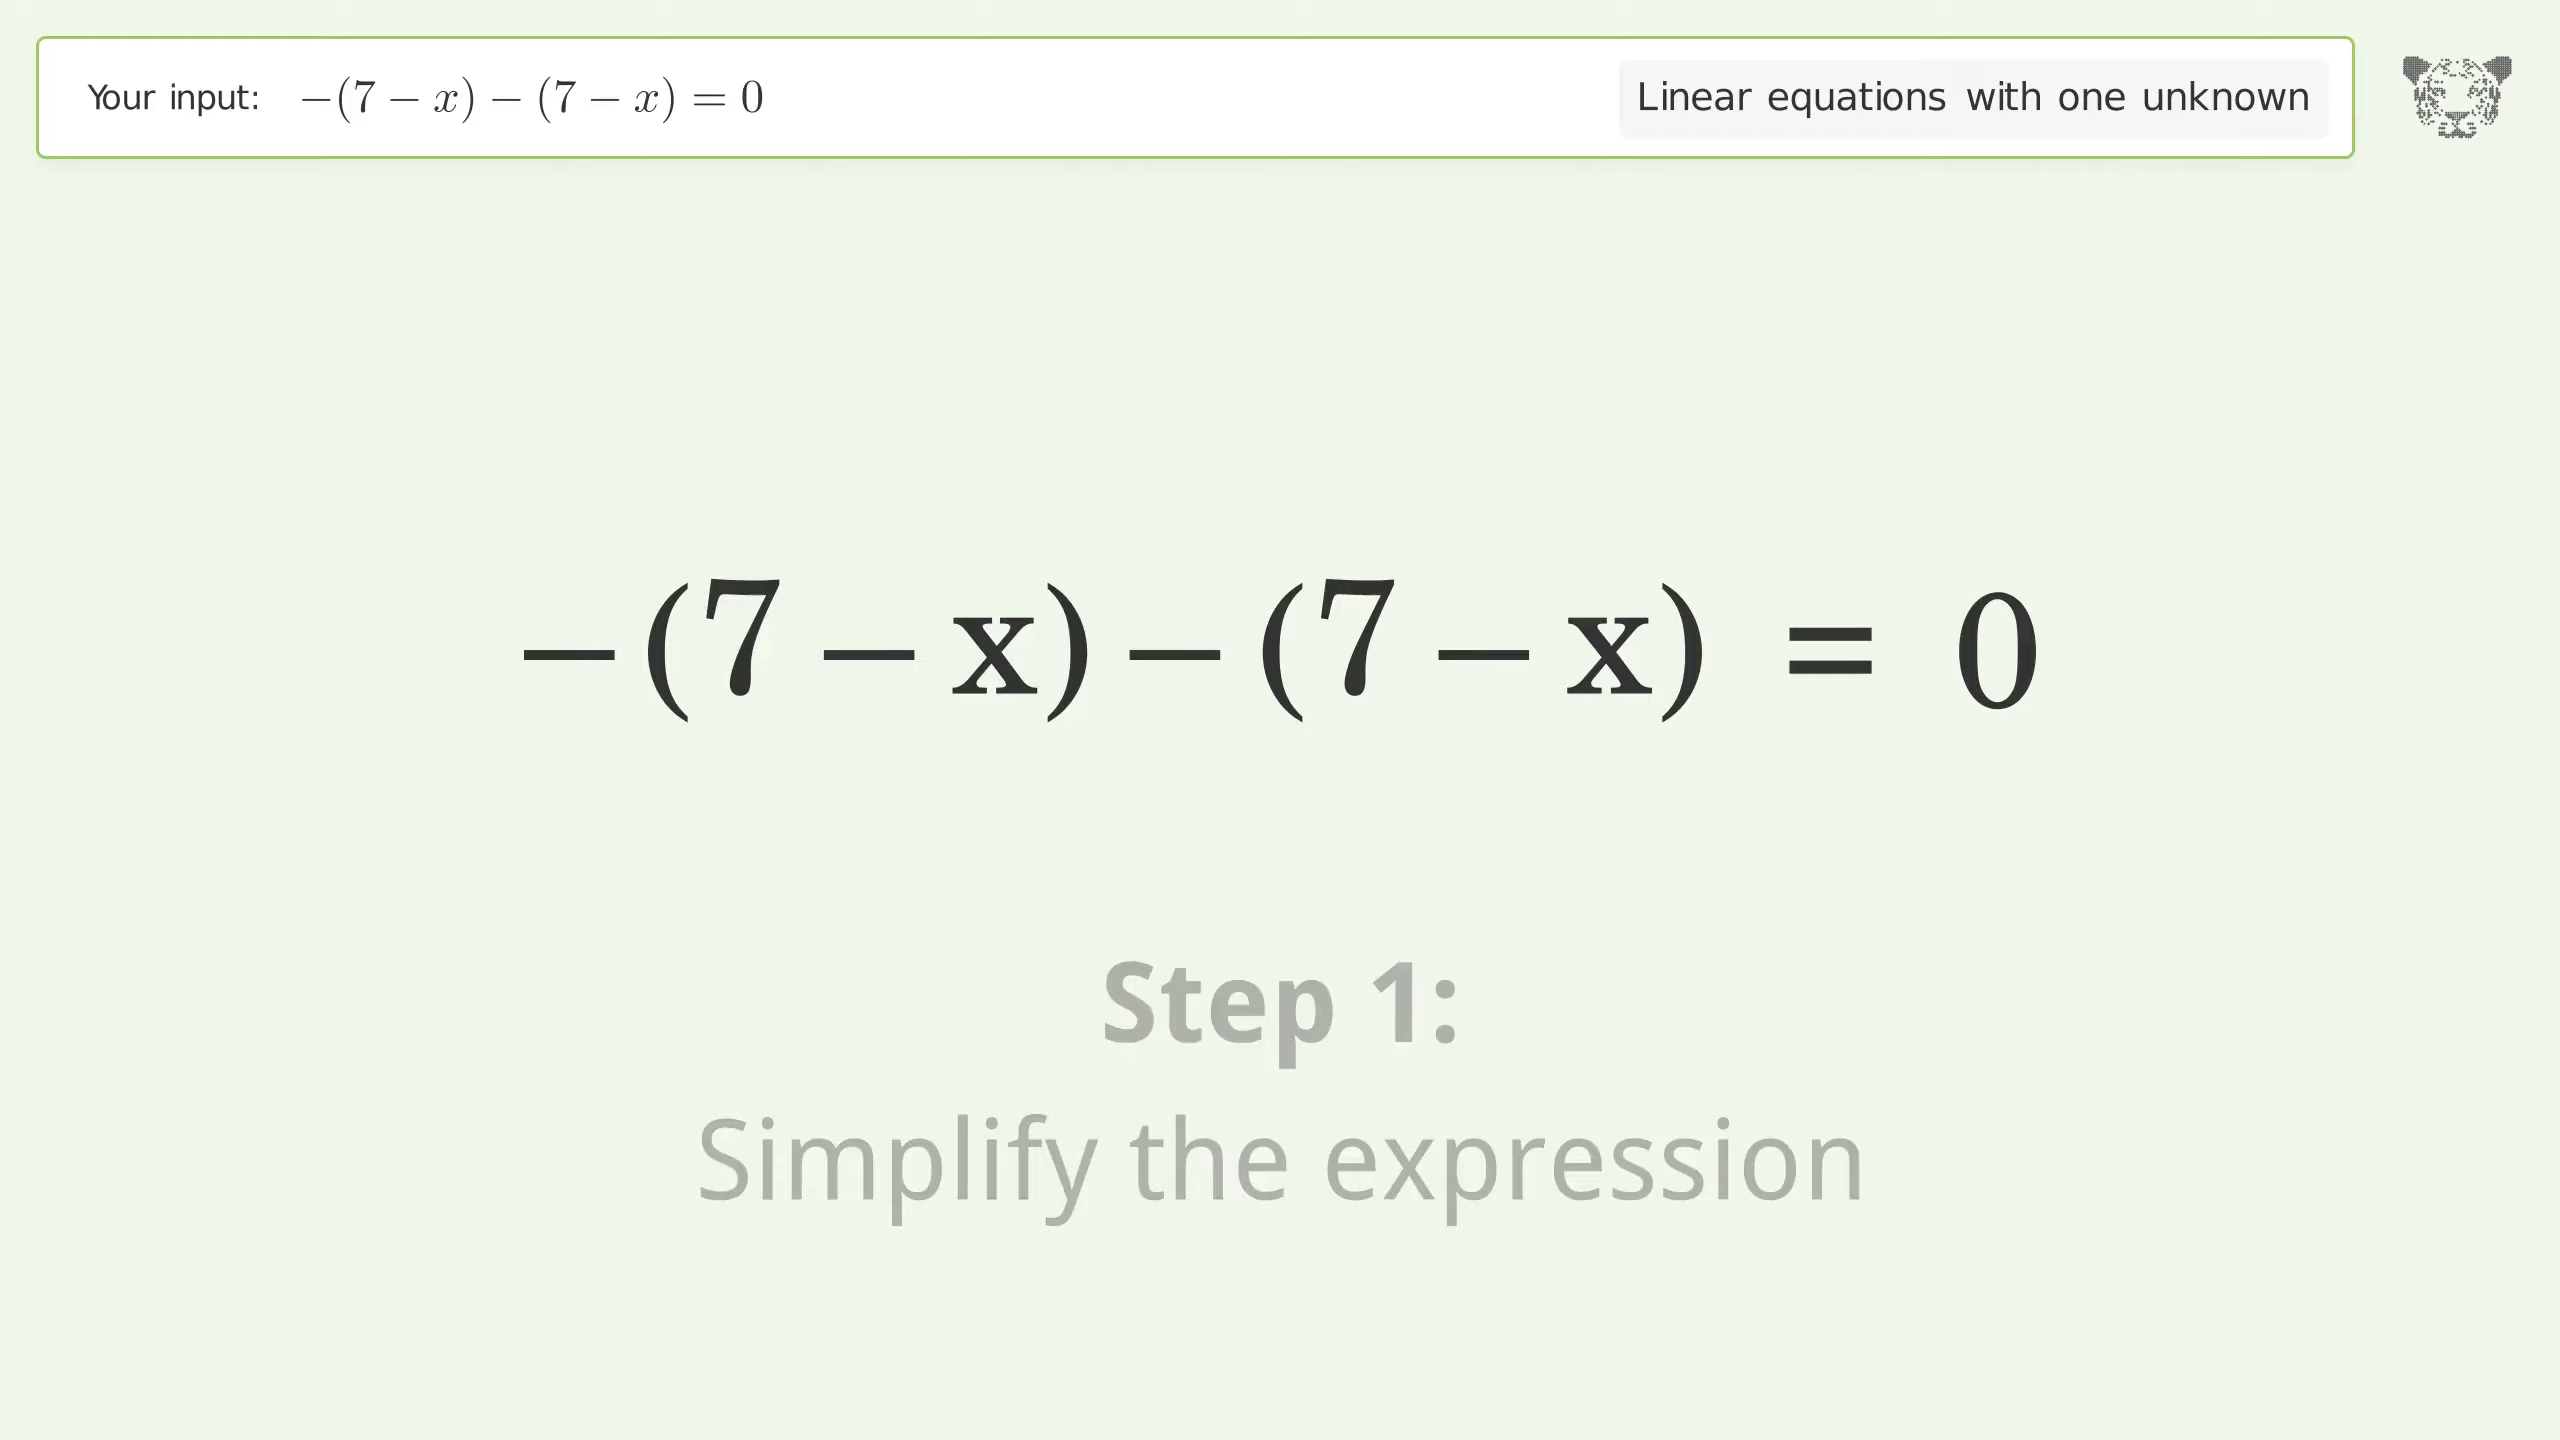 Your input: −(7 − x) − (7 − x) = 0
Linear equations with one unknown
−(7 − x) − (7 − x) = 0
Step 1:
Simplify the expression